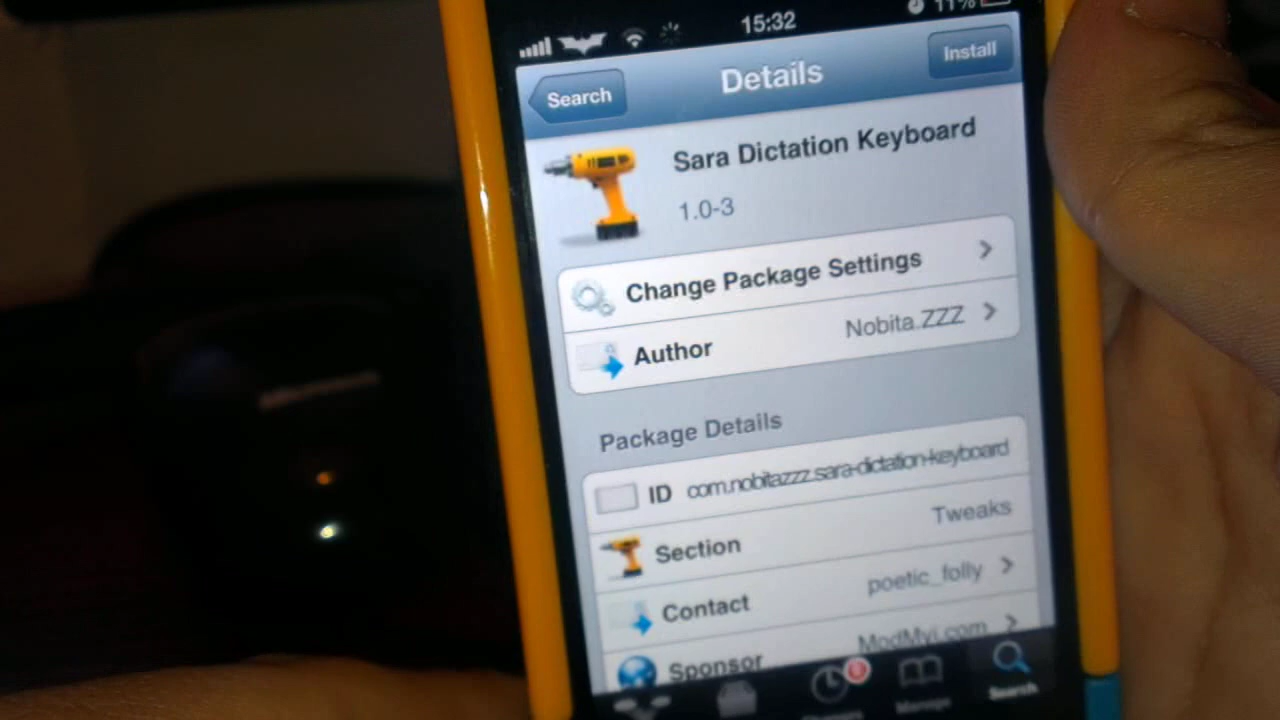 15:32
11%
Search
Details
Install
Sara Dictation Keyboard
1.0-3
Change Package Settings
Author
Nobita.ZZZ
Package Details
ID com.nobitazzz.sara-dictation-keyboard
Section
Tweaks
Contact
poetic_folly
Sponsor
ModMyi.com
Manage
Search